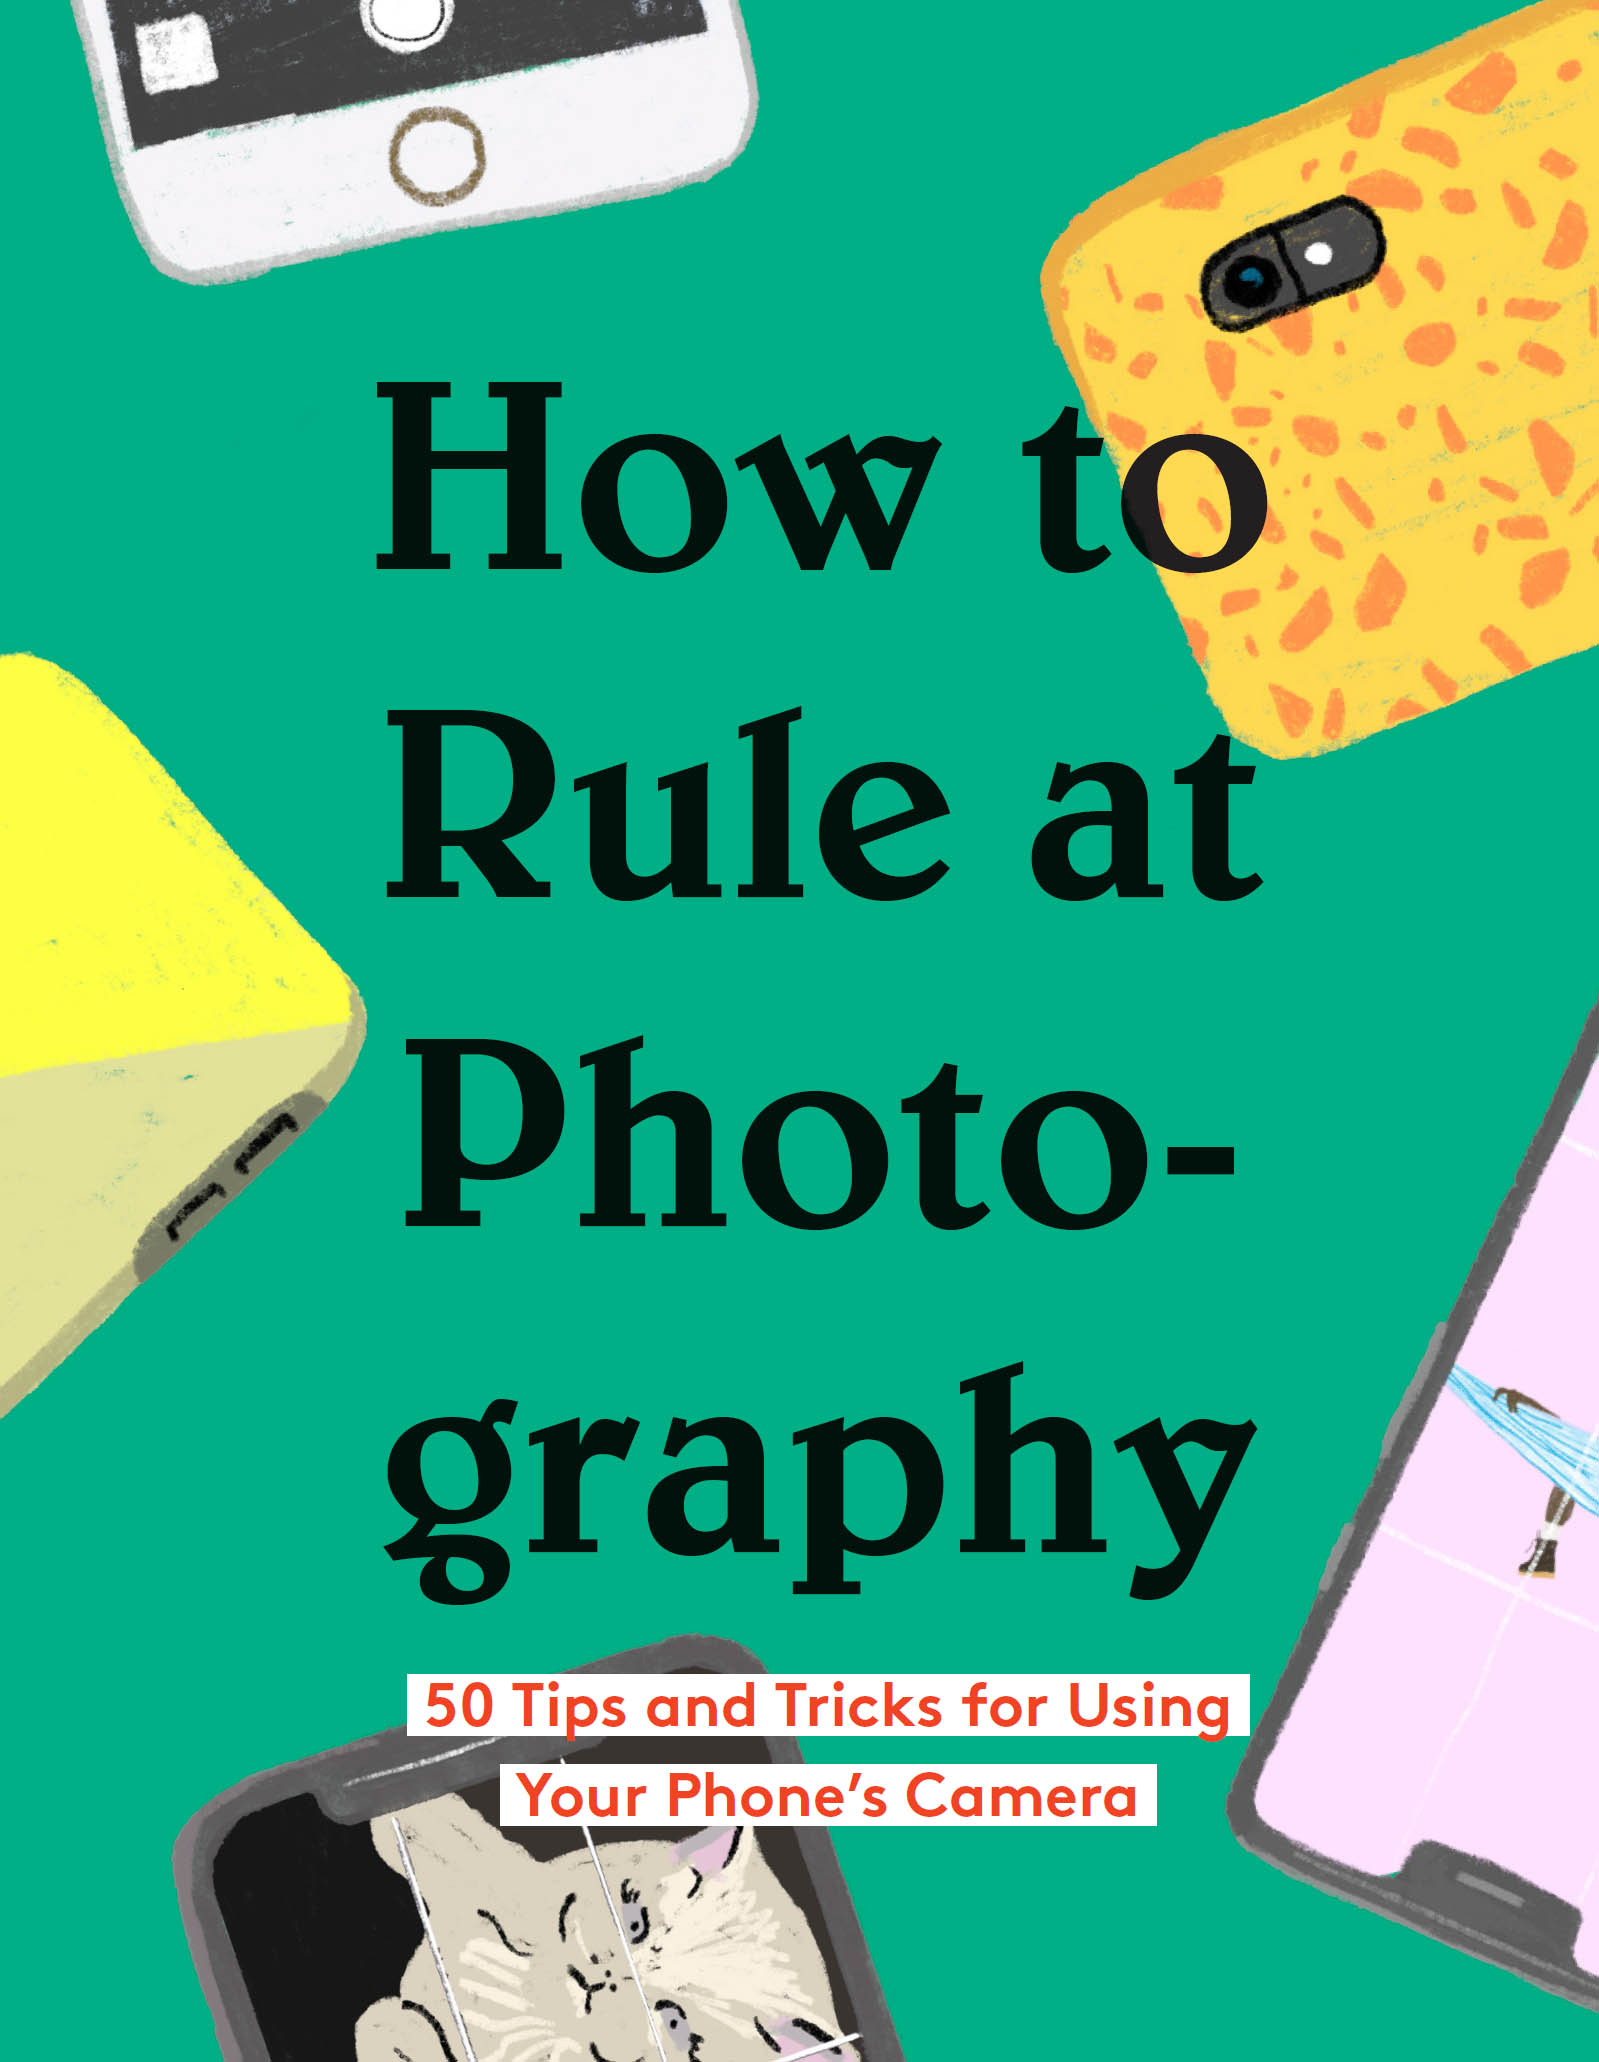 How to
Rule at
Photo-
graphy
50 Tips and Tricks for Using
Your Phone’s Camera